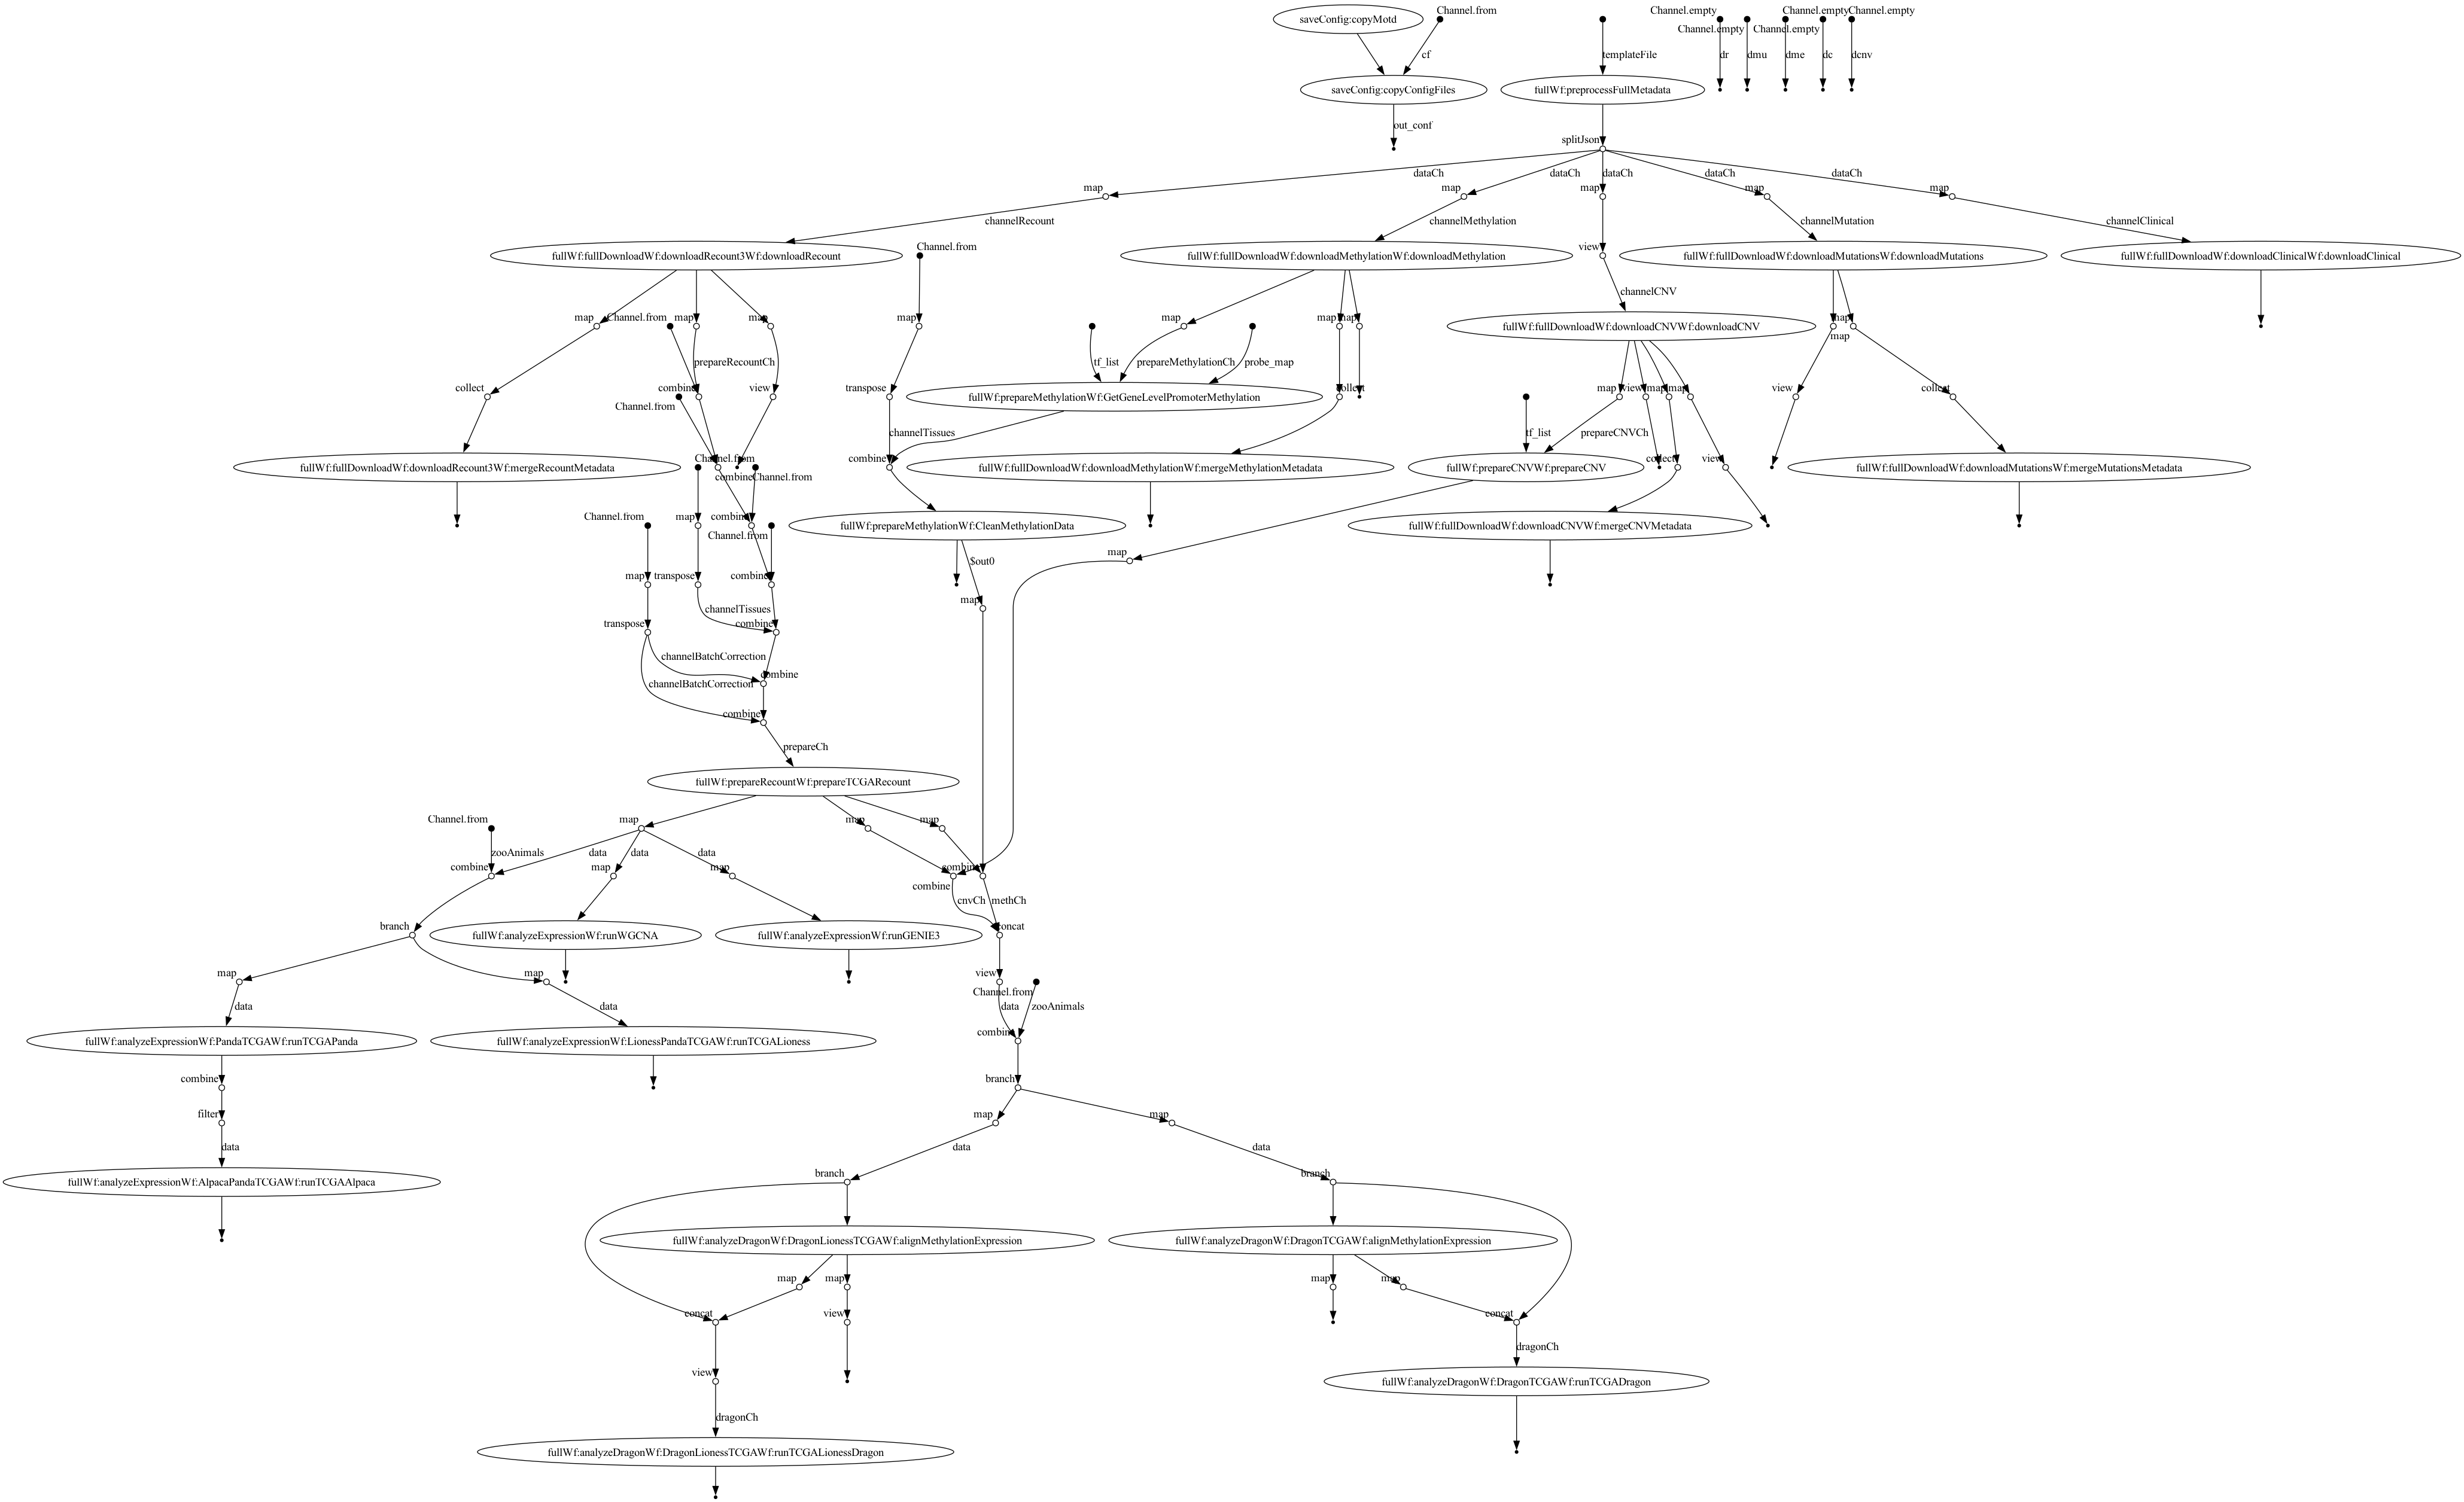 saveConfig:copyMotd
Channel.from
Channel.empty
Channel.empty
Channel.empty
Channel.empty
Channel.empty
cf
templateFile
dr
dmu
dme
dc
dcnv
saveConfig:copyConfigFiles
fullWf:preprocessFullMetadata
out_conf
splitJson
dataCh
dataCh
dataCh
dataCh
dataCh
map
map
map
map
map
channelRecount
channelMethylation
channelMutation
channelClinical
Channel.from
view
fullWf:fullDownloadWf:downloadRecount3Wf:downloadRecount
fullWf:fullDownloadWf:downloadMethylationWf:downloadMethylation
fullWf:fullDownloadWf:downloadMutationsWf:downloadMutations
fullWf:fullDownloadWf:downloadClinicalWf:downloadClinical
channelCNV
map
Channel.from
map
map
map
map
map
map
map
map
fullWf:fullDownloadWf:downloadCNVWf:downloadCNV
prepareRecountCh
tf_list
prepareMethylationCh
probe_map
collect
combine
view
transpose
collect
map
view
map
map
view
collect
Channel.from
fullWf:prepareMethylationWf:GetGeneLevelPromoterMethylation
channelTissues
tf_list
prepareCNVCh
Channel.from
combine
collect
view
fullWf:fullDownloadWf:downloadRecount3Wf:mergeRecountMetadata
combine
Channel.from
fullWf:fullDownloadWf:downloadMethylationWf:mergeMethylationMetadata
fullWf:prepareCNVWf:prepareCNV
fullWf:fullDownloadWf:downloadMutationsWf:mergeMutationsMetadata
Channel.from
map
combine
Channel.from
fullWf:prepareMethylationWf:CleanMethylationData
fullWf:fullDownloadWf:downloadCNVWf:mergeCNVMetadata
map
$out0
map
transpose
combine
map
channelTissues
transpose
combine
channelBatchCorrection
combine
channelBatchCorrection
combine
prepareCh
fullWf:prepareRecountWf:prepareTCGARecount
Channel.from
map
map
map
zooAnimals
data
data
data
combine
map
map
combine
combine
cnvCh
methCh
branch
fullWf:analyzeExpressionWf:runWGCNA
fullWf:analyzeExpressionWf:runGENIE3
concat
map
map
view
Channel.from
data
data
data
zooAnimals
fullWf:analyzeExpressionWf:PandaTCGAWf:runTCGAPanda
fullWf:analyzeExpressionWf:LionessPandaTCGAWf:runTCGALioness
combine
combine
branch
filter
map
map
data
data
data
branch
branch
fullWf:analyzeExpressionWf:AlpacaPandaTCGAWf:runTCGAAlpaca
fullWf:analyzeDragonWf:DragonLionessTCGAWf:alignMethylationExpression
fullWf:analyzeDragonWf:DragonTCGAWf:alignMethylationExpression
map
map
map
map
concat
view
concat
dragonCh
view
fullWf:analyzeDragonWf:DragonTCGAWf:runTCGADragon
dragonCh
fullWf:analyzeDragonWf:DragonLionessTCGAWf:runTCGALionessDragon